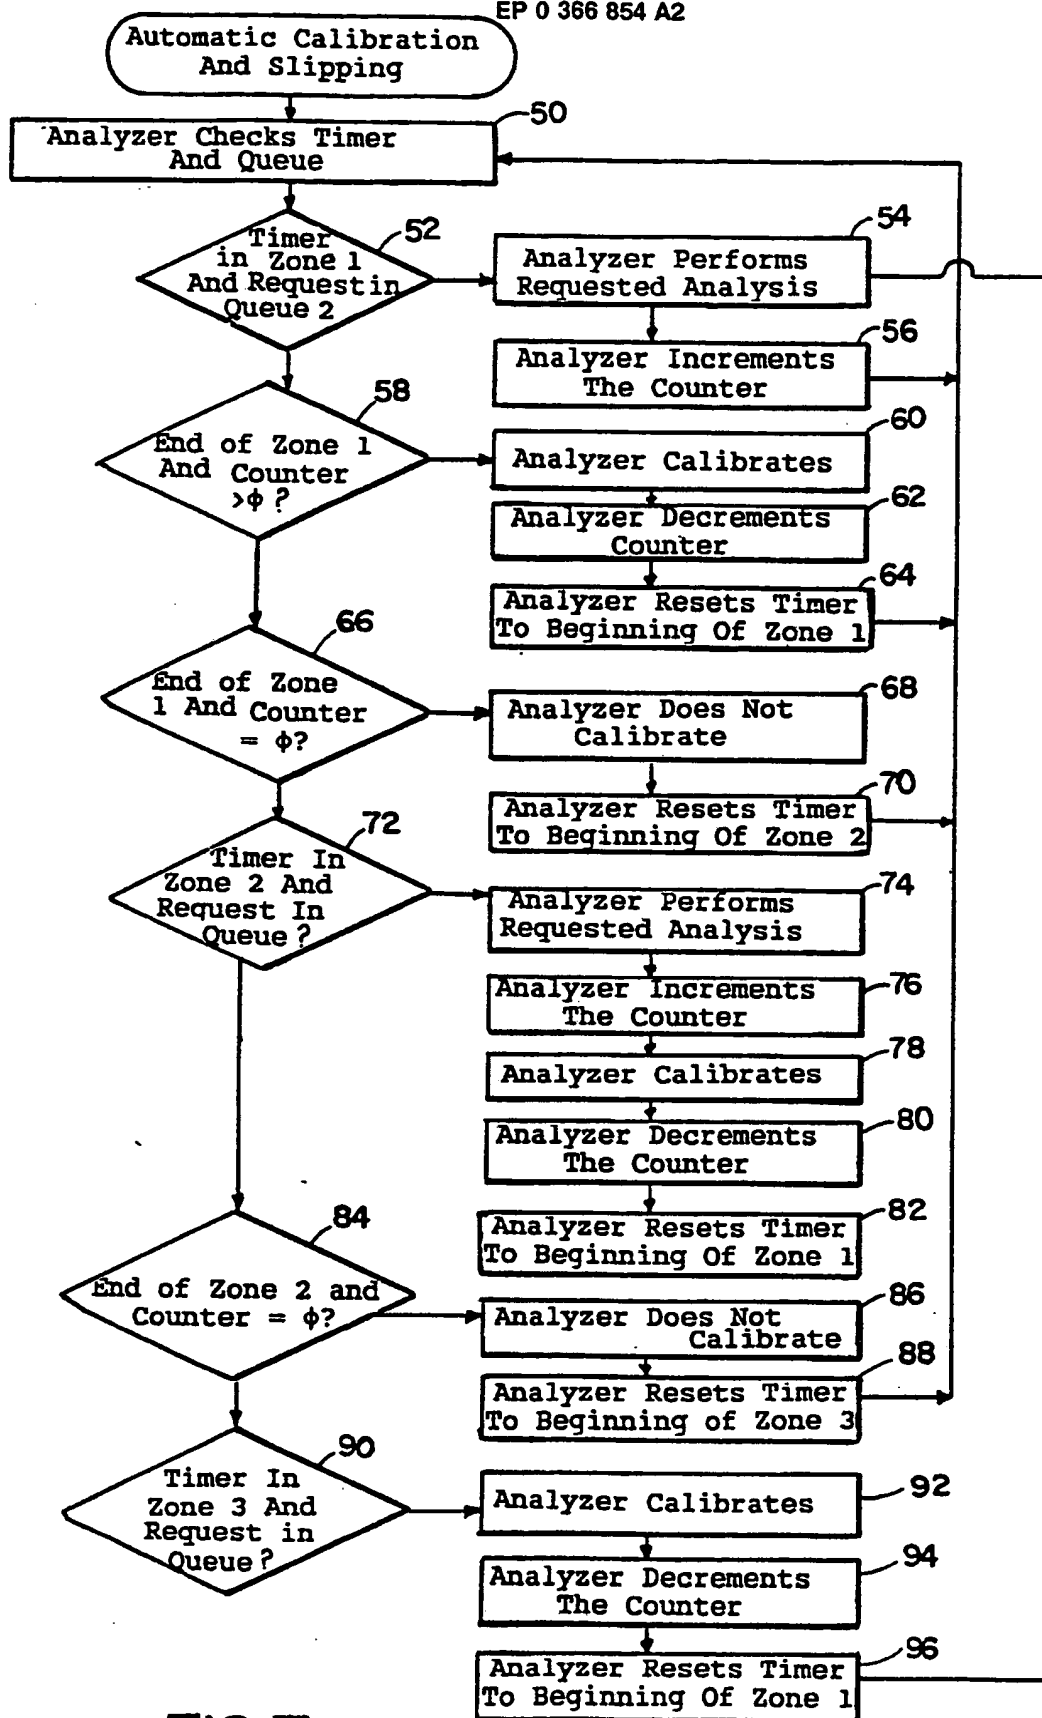 EP 0 366 854 A2
Automatic Calibration
And Slipping
50
Analyzer Checks Timer
And Queue
52
Timer
in Zone 1
And Request in
Queue 2
54
Analyzer Performs
Requested Analysis
56
Analyzer Increments
The Counter
58
End of Zone 1
And Counter
>φ?
60
Analyzer Calibrates
62
Analyzer Decrements
Counter
64
Analyzer Resets Timer
To Beginning Of Zone 1
66
End of Zone
1 And Counter
= φ?
68
Analyzer Does Not
Calibrate
70
Analyzer Resets Timer
To Beginning Of Zone 2
72
Timer In
Zone 2 And
Request In
Queue?
74
Analyzer Performs
Requested Analysis
76
Analyzer Increments
The Counter
78
Analyzer Calibrates
80
Analyzer Decrements
The Counter
82
Analyzer Resets Timer
To Beginning Of Zone 1
84
End of Zone 2 and
Counter = φ?
86
Analyzer Does Not
Calibrate
88
Analyzer Resets Timer
To Beginning of Zone 3
90
Timer In
Zone 3 And
Request in
Queue?
92
Analyzer Calibrates
94
Analyzer Decrements
The Counter
96
Analyzer Resets Timer
To Beginning Of Zone 1